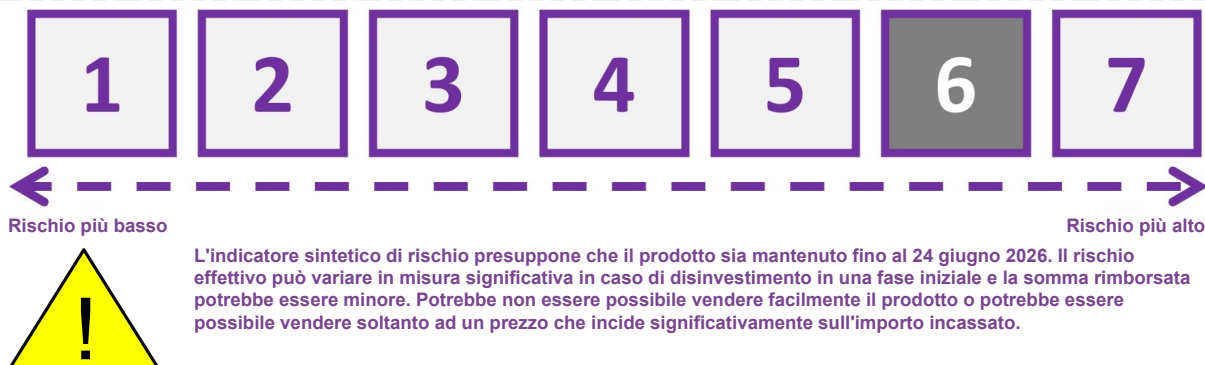 1 2 3 4 5 6 7
Rischio più basso Rischio più alto
L'indicatore sintetico di rischio presuppone che il prodotto sia mantenuto fino al 24 giugno 2026. Il rischio
effettivo può variare in misura significativa in caso di disinvestimento in una fase iniziale e la somma rimborsata
potrebbe essere minore. Potrebbe non essere possibile vendere facilmente il prodotto o potrebbe essere
possibile vendere soltanto ad un prezzo che incide significativamente sull'importo incassato.
!